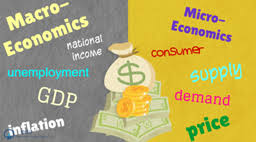 Macro-
Economics
national
income
unemployment
GDP
inflation
Micro-
Economics
consumer
supply
demand
price
$